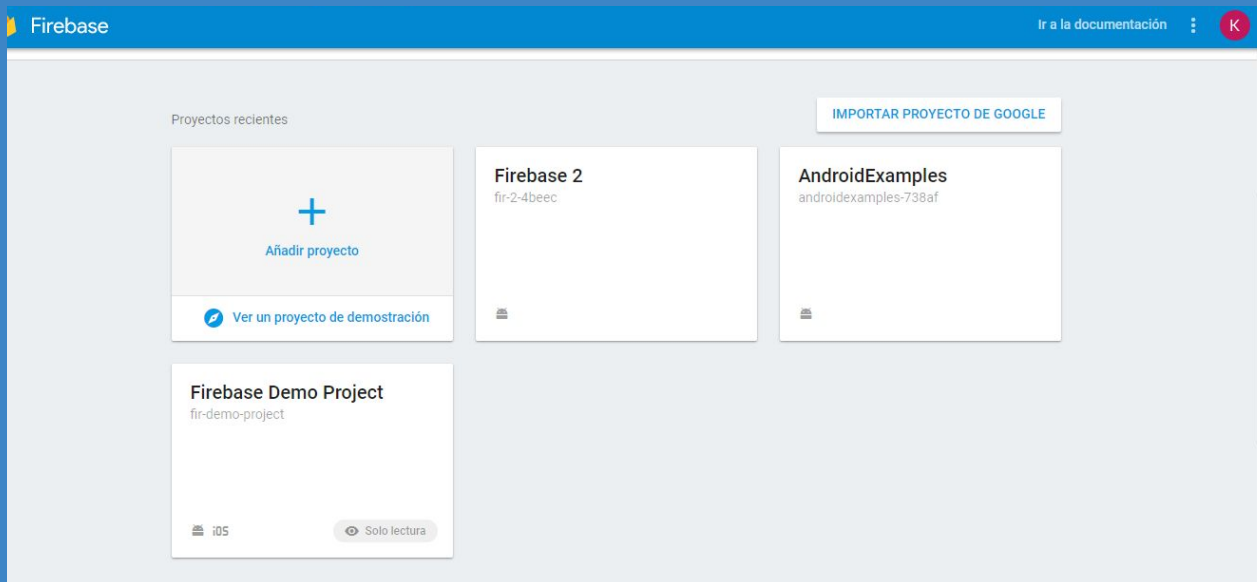 Firebase
Ir a la documentación
K
Proyectos recientes
IMPORTAR PROYECTO DE GOOGLE
Añadir proyecto
Ver un proyecto de demostración
Firebase 2
fir-2-4beec
AndroidExamples
androidexamples-738af
Firebase Demo Project
fir-demo-project
iOS
Solo lectura